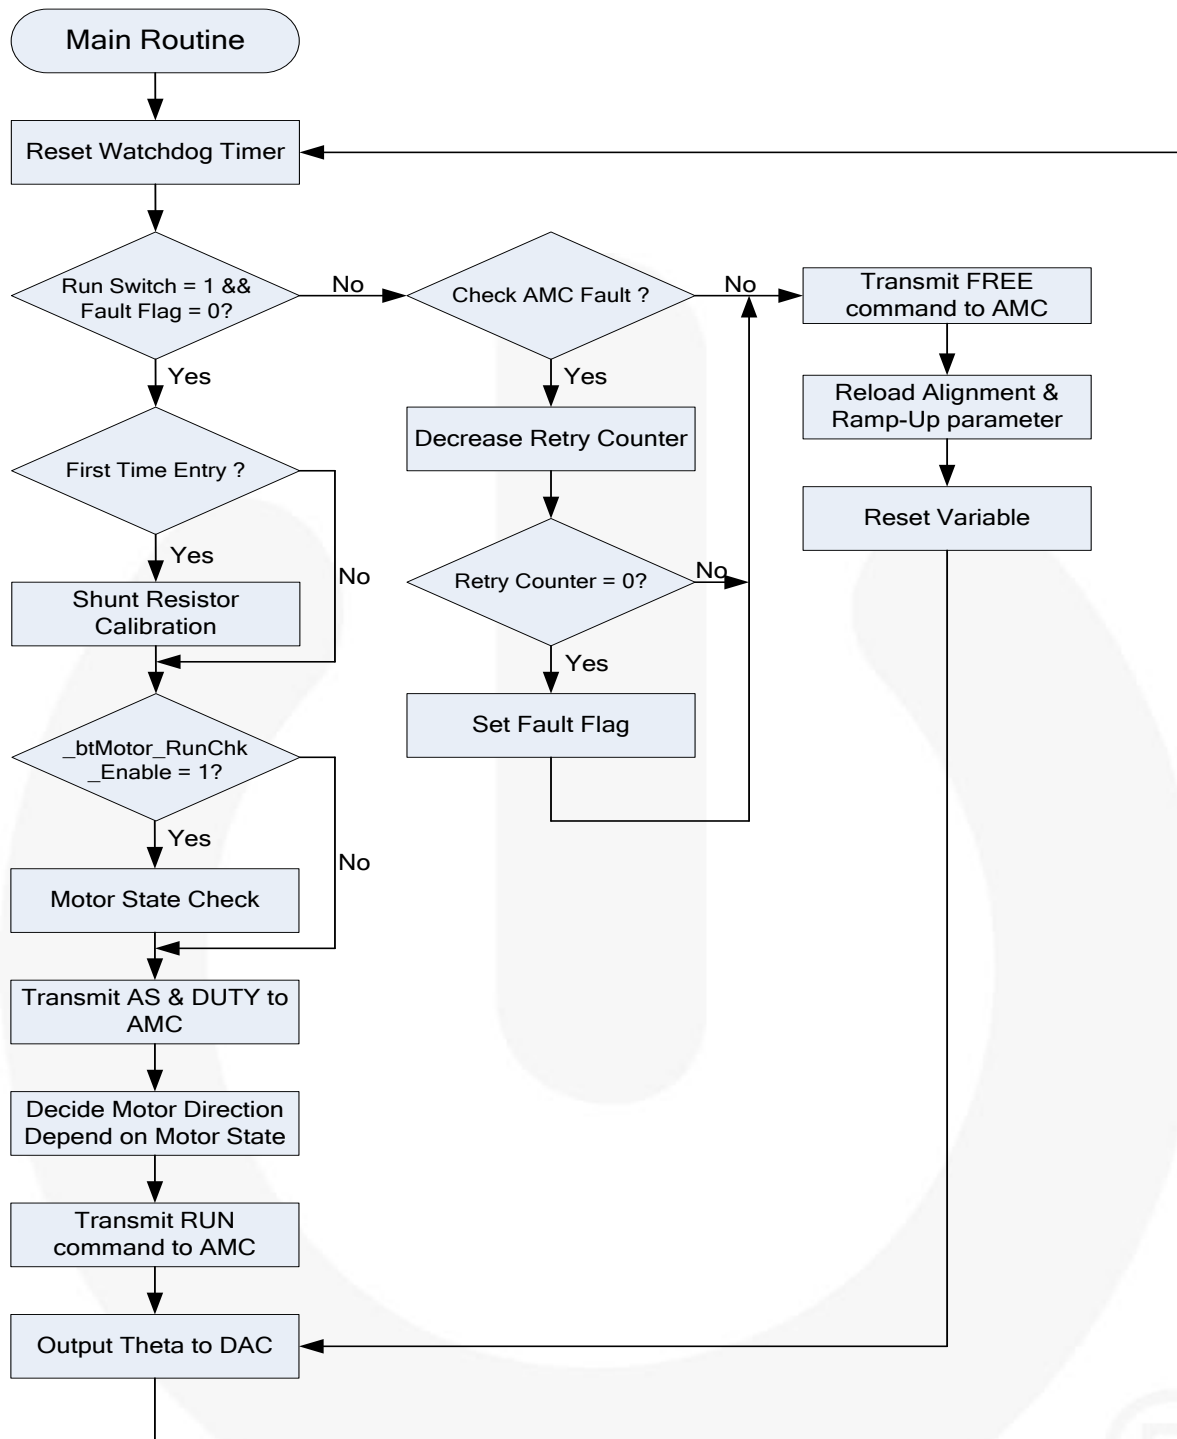 Main Routine
Reset Watchdog Timer
Run Switch = 1 &&
Fault Flag = 0?
No
Check AMC Fault ?
No
Transmit FREE
command to AMC
Yes
Yes
Reload Alignment &
Ramp-Up parameter
First Time Entry ?
Decrease Retry Counter
Reset Variable
Yes
No
Retry Counter = 0?
No
Shunt Resistor
Calibration
Yes
Set Fault Flag
_btMotor_RunChk
_Enable = 1?
Yes
No
Motor State Check
Transmit AS & DUTY to
AMC
Decide Motor Direction
Depend on Motor State
Transmit RUN
command to AMC
Output Theta to DAC